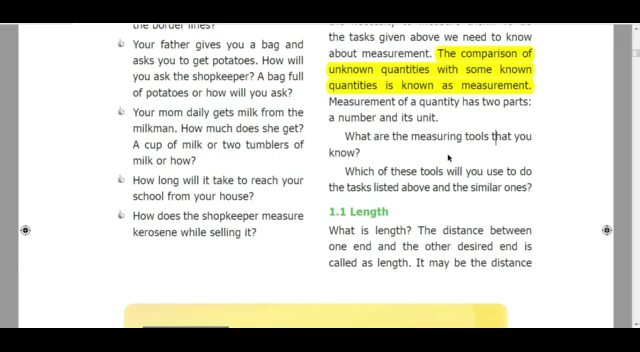 the border lines?
Your father gives you a bag and
asks you to get potatoes. How will
you ask the shopkeeper? A bag full
of potatoes or how will you ask?
Your mom daily gets milk from the
milkman. How much does she get?
A cup of milk or two tumblers of
milk or how?
How long will it take to reach your
school from your house?
How does the shopkeeper measure
kerosene while selling it?
the tasks given above we need to know
about measurement. The comparison of
unknown quantities with some known
quantities is known as measurement.
Measurement of a quantity has two parts:
a number and its unit.
What are the measuring tools that you
know?
Which of these tools will you use to do
the tasks listed above and the similar ones?
1.1 Length
What is length? The distance between
one end and the other desired end is
called as length. It may be the distance